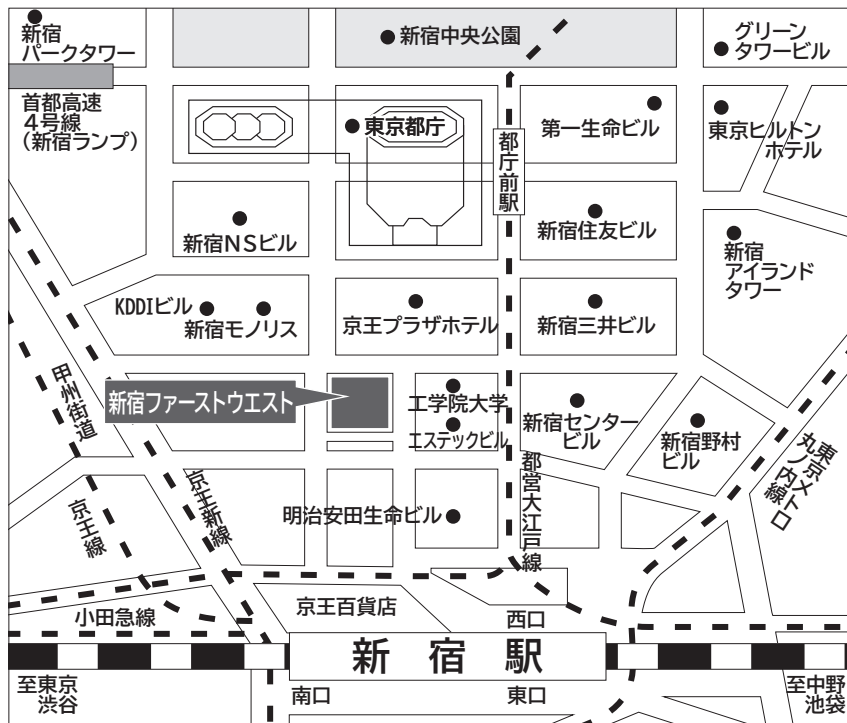 新宿
パークタワー
新宿中央公園
グリーン
タワービル
首都高速
4号線
(新宿ランプ)
東京都庁
都庁前駅
第一生命ビル
東京ヒルトン
ホテル
新宿NSビル
新宿住友ビル
新宿
アイランド
タワー
KDDIビル
新宿モノリス
京王プラザホテル
新宿三井ビル
甲州街道
新宿ファーストウエスト
工学院大学
エステックビル
新宿センター
ビル
新宿野村
ビル
東京メトロ
丸ノ内線
京王線
京王新線
明治安田生命ビル
都営大江戸線
小田急線
京王百貨店
西口
新宿駅
至東京
渋谷
南口
東口
至中野
池袋